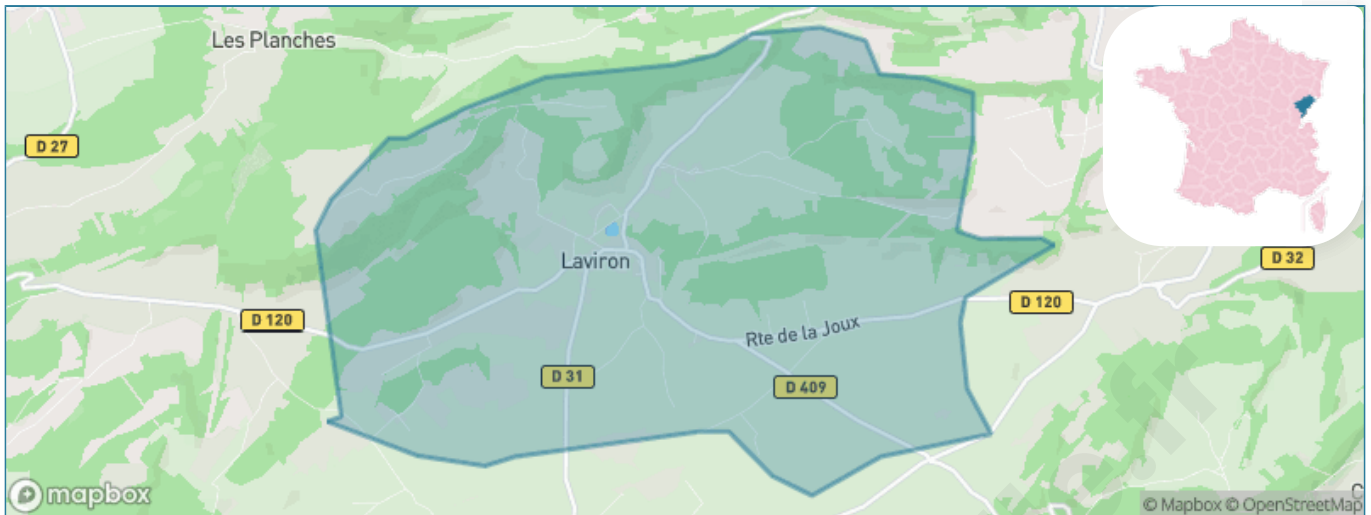 Les Planches
D 27
Laviron
D 32
D 120
D 120
Rte de la Joux
D 31
D 409
mapbox
© Mapbox © OpenStreetMap